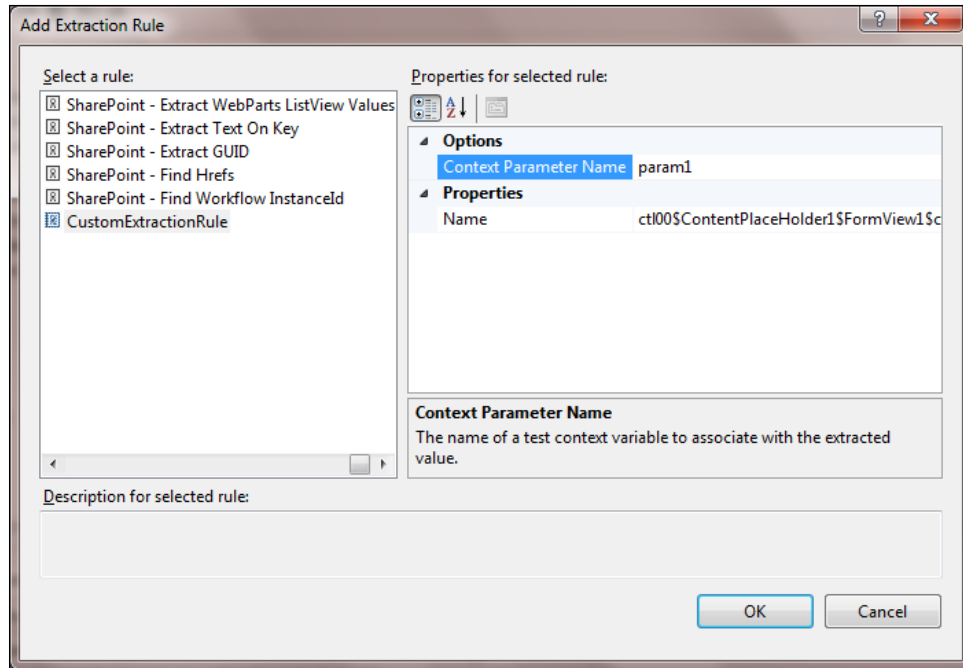 Add Extraction Rule
Select a rule:
SharePoint - Extract WebParts ListView Values
SharePoint - Extract Text On Key
SharePoint - Extract GUID
SharePoint - Find Hrefs
SharePoint - Find Workflow InstanceId
CustomExtractionRule
Properties for selected rule:
Options
Context Parameter Name param1
Properties
Name ctl00$ContentPlaceHolder1$FormView1$c
Context Parameter Name
The name of a test context variable to associate with the extracted
value.
Description for selected rule:
OK Cancel